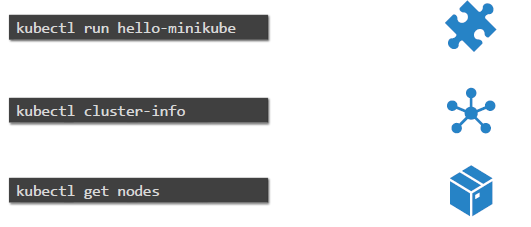 kubectl run hello-minikube
kubectl cluster-info
kubectl get nodes